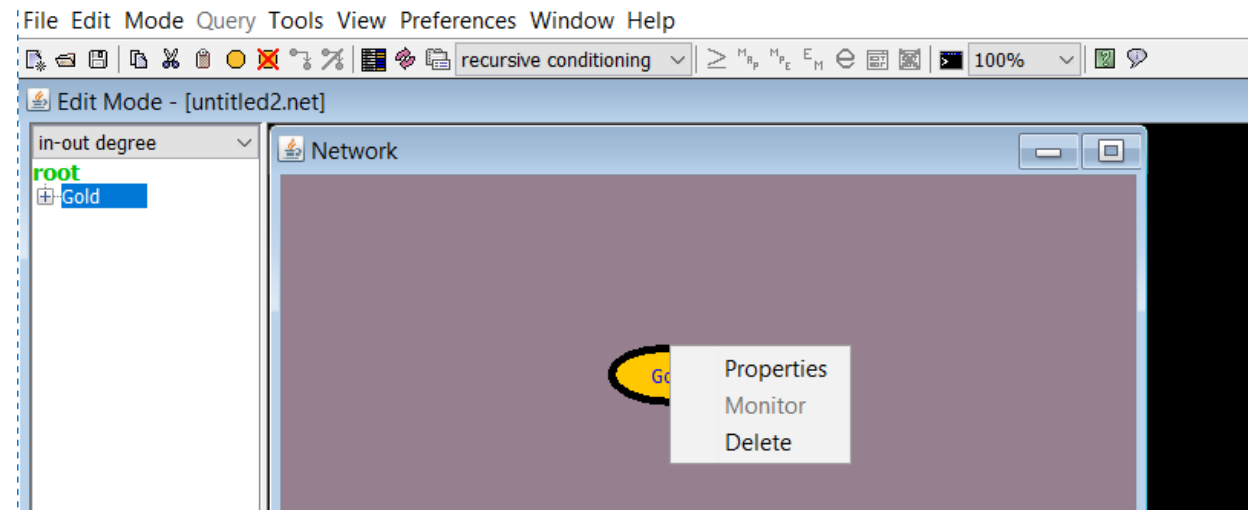 File Edit Mode Query Tools View Preferences Window Help
recursive conditioning 100%
Edit Mode - [untitled2.net]
in-out degree
Network
root
Gold
Properties
Monitor
Delete